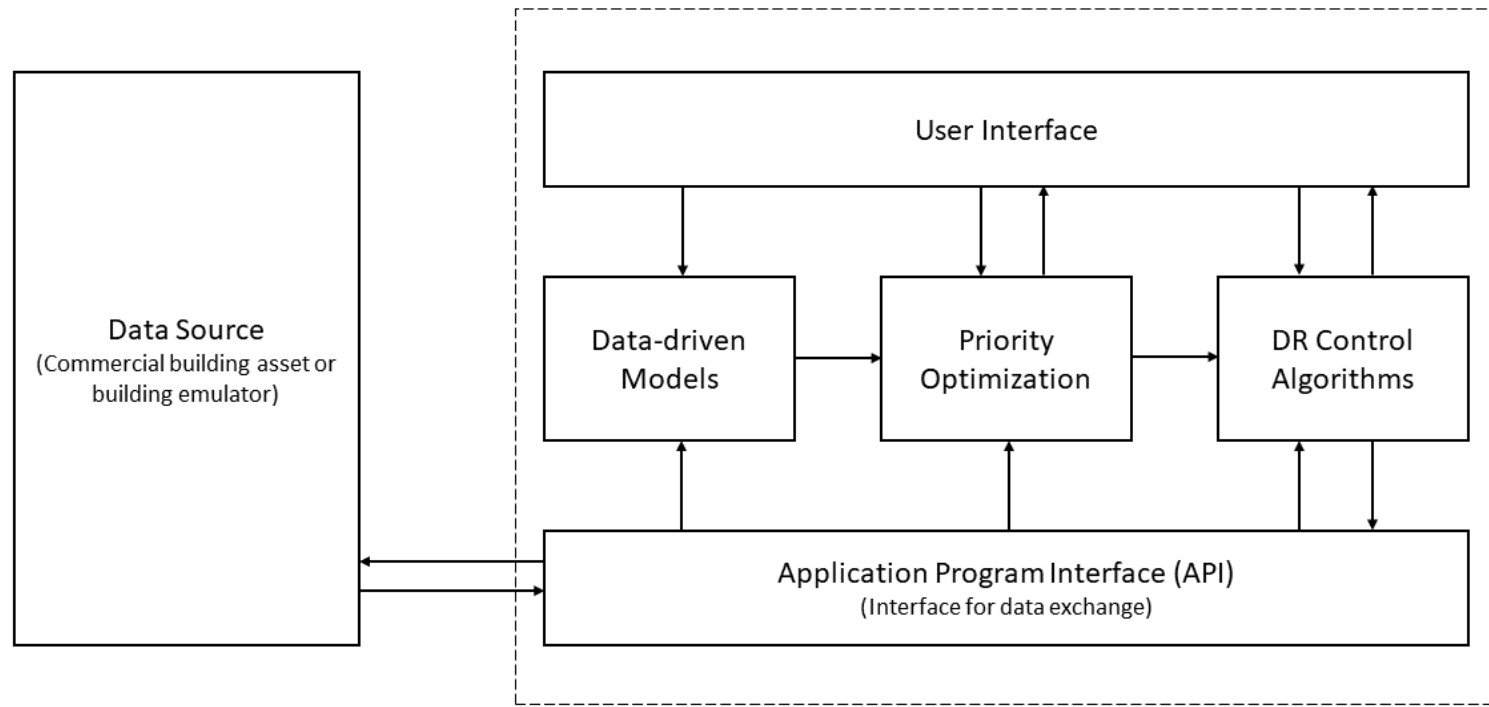 User Interface
Data Source
(Commercial building asset or
building emulator)
Data-driven
Models
Priority
Optimization
DR Control
Algorithms
Application Program Interface (API)
(Interface for data exchange)